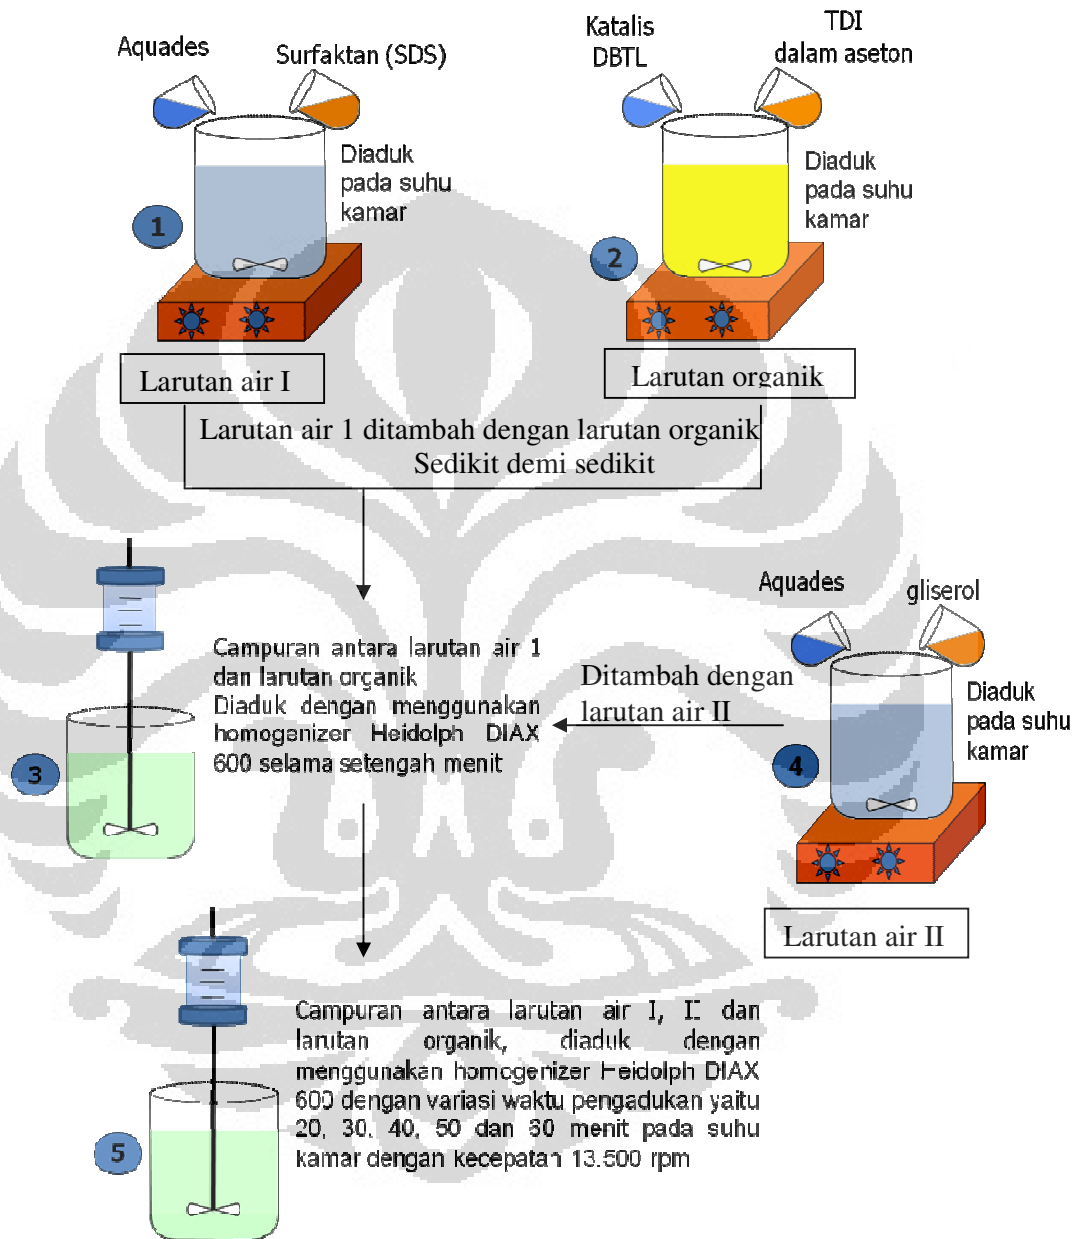 Aquades
Surfaktan (SDS)
Diaduk
pada suhu
kamar
1
Larutan air I
Katalis
DBTL
TDI
dalam aseton
Diaduk
pada suhu
kamar
2
Larutan organik
Larutan air 1 ditambah dengan larutan organik
Sedikit demi sedikit
Campuran antara larutan air 1
dan larutan organik
Diaduk dengan menggunakan
homogenizer Heidolph DIAX
600 selama setengah menit
3
Ditambah dengan
larutan air II
Aquades
gliserol
Diaduk
pada suhu
kamar
4
Larutan air II
Campuran antara larutan air I, II dan
larutan organik, diaduk dengan
menggunakan homogenizer Heidolph DIAX
600 dengan variasi waktu pengadukan yaitu
20, 30, 40, 50 dan 60 menit pada suhu
kamar dengan kecepatan 13.500 rpm
5